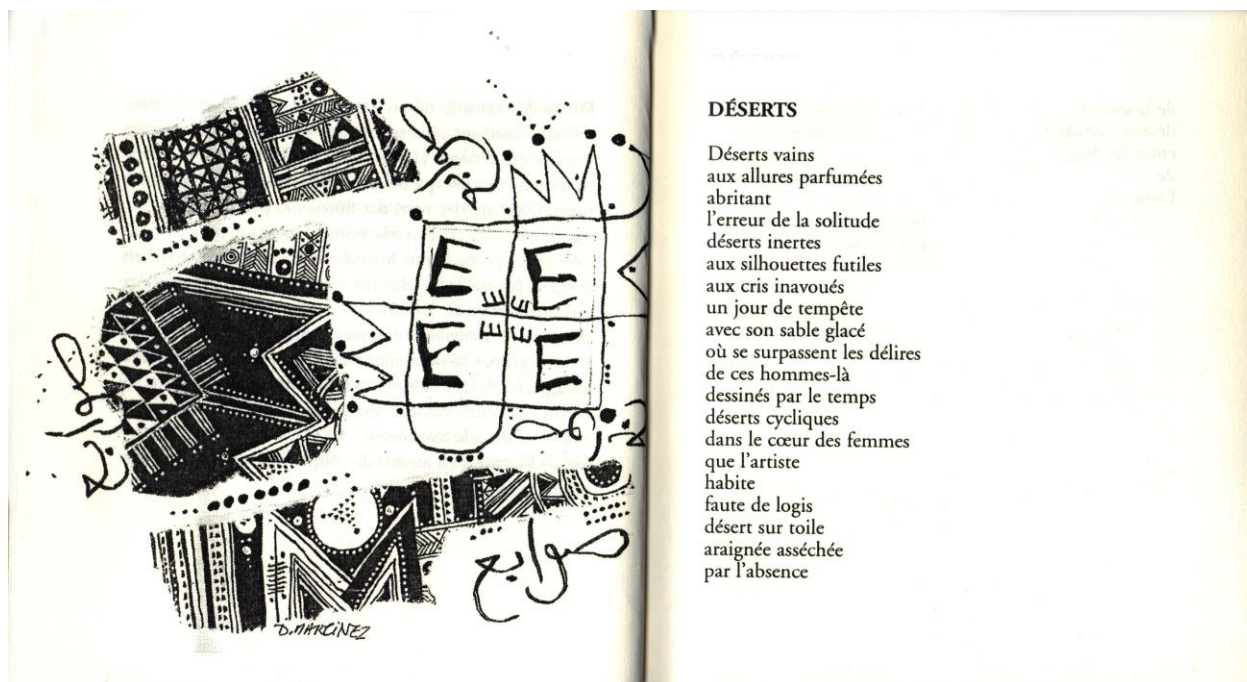 E E
E E
E E
E E
D. MARTINEZ
DÉSERTS
Déserts vains
aux allures parfumées
abritant
l'erreur de la solitude
déserts inertes
aux silhouettes futiles
aux cris inavoués
un jour de tempête
avec son sable glacé
où se surpassent les délires
de ces hommes-là
dessinés par le temps
déserts cycliques
dans le cœur des femmes
que l'artiste
habite
faute de logis
désert sur toile
araignée asséchée
par l'absence